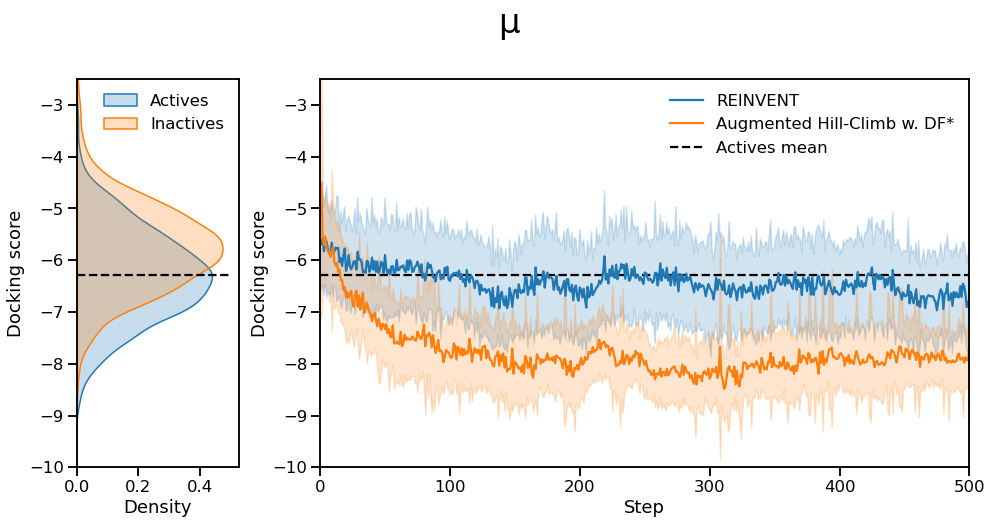 μ
Actives
Inactives
−3
−4
−5
−6
−7
−8
−9
−10
Docking score
0.0 0.2 0.4
Density
REINVENT
Augmented Hill-Climb w. DF*
Actives mean
−3
−4
−5
−6
−7
−8
−9
−10
Docking score
0 100 200 300 400 500
Step